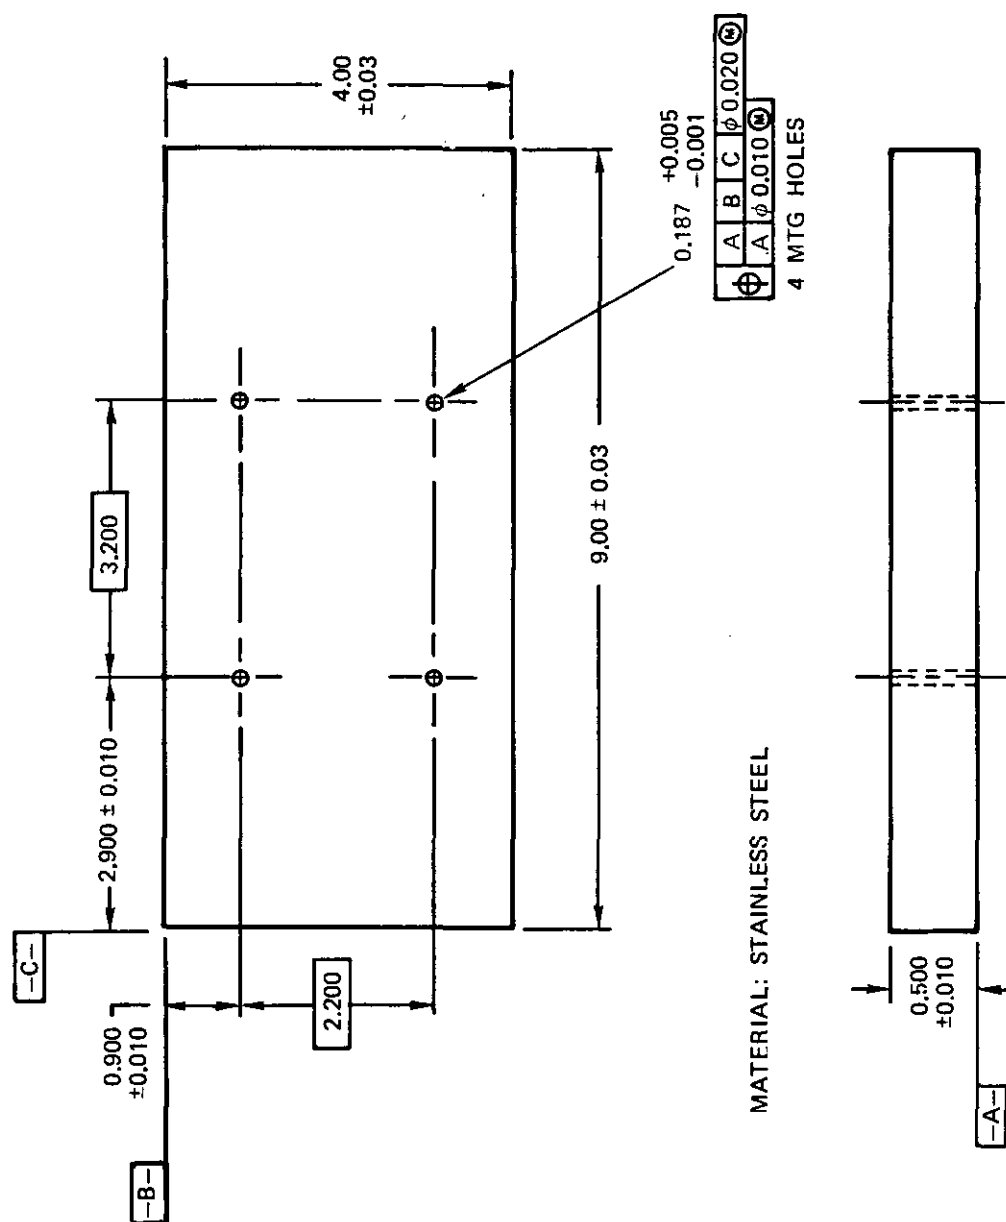 -C-
2.900 ± 0.010
3.200
4.00
±0.03
0.900
±0.010
-B-
2.200
0.187 +0.005
-0.001
⌖ A B C ϕ 0.020 Ⓜ
A ϕ 0.010 Ⓜ
4 MTG HOLES
9.00 ± 0.03
MATERIAL: STAINLESS STEEL
0.500
±0.010
-A-